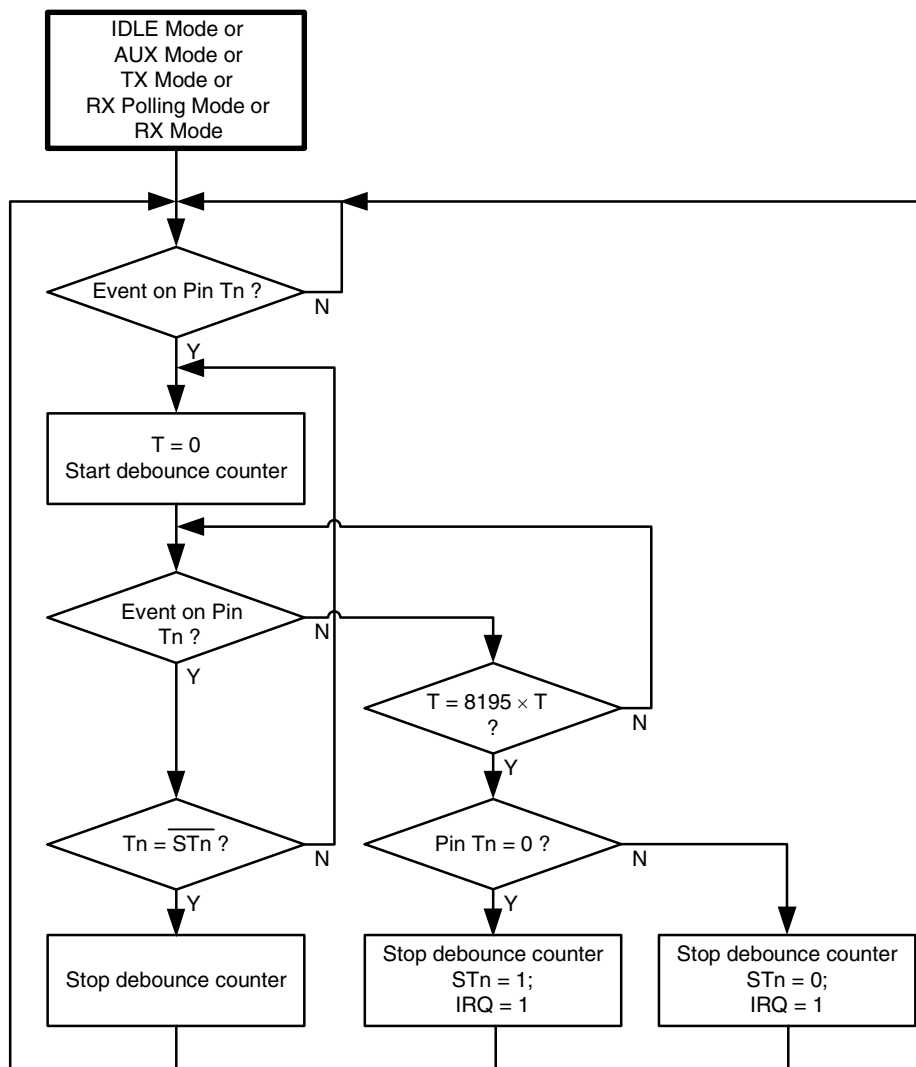 IDLE Mode or
AUX Mode or
TX Mode or
RX Polling Mode or
RX Mode
Event on Pin Tn ?
N
Y
T = 0
Start debounce counter
Event on Pin
Tn ?
N
Y
T = 8195 × T
?
N
Y
Tn = S̅T̅n̅ ?
N
Y
Pin Tn = 0 ?
N
Y
Stop debounce counter
Stop debounce counter
STn = 1;
IRQ = 1
Stop debounce counter
STn = 0;
IRQ = 1